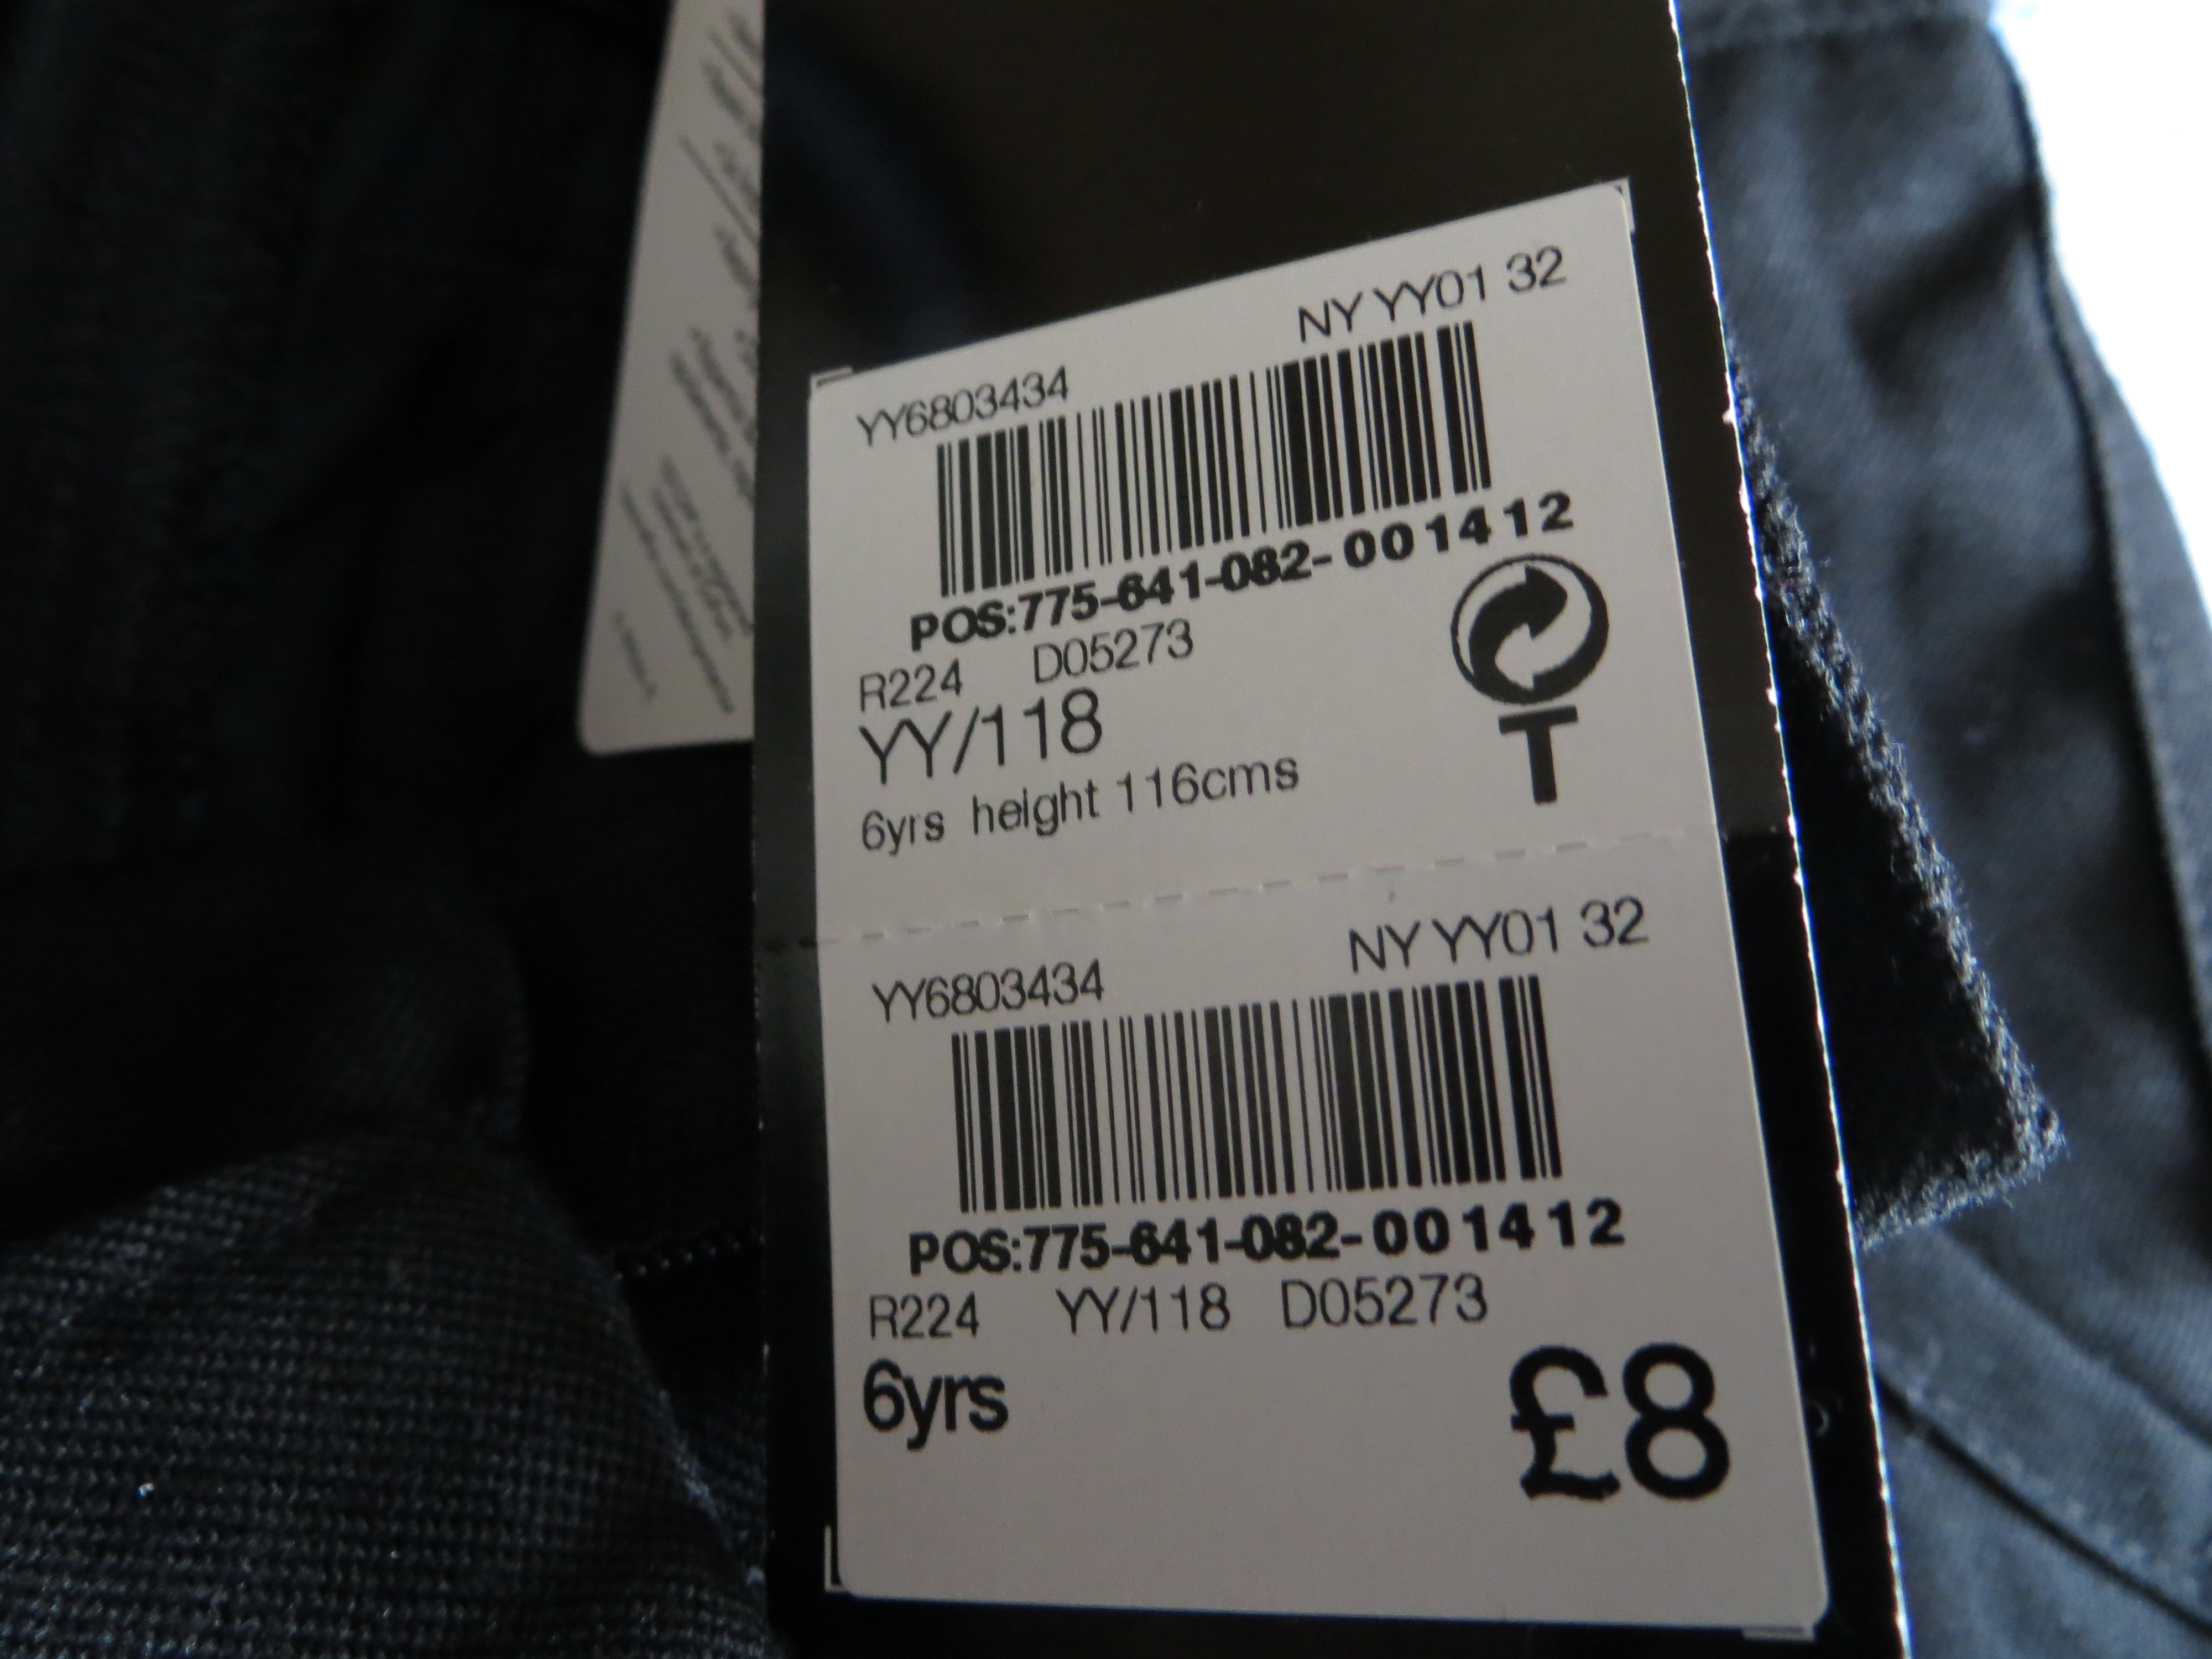 YY6803434 NY YY01 32
POS:775-641-082-001412
R224 D05273
YY/118
6yrs height 116cms
T
YY6803434 NY YY01 32
POS:775-641-082-001412
R224 YY/118 D05273
6yrs
£8